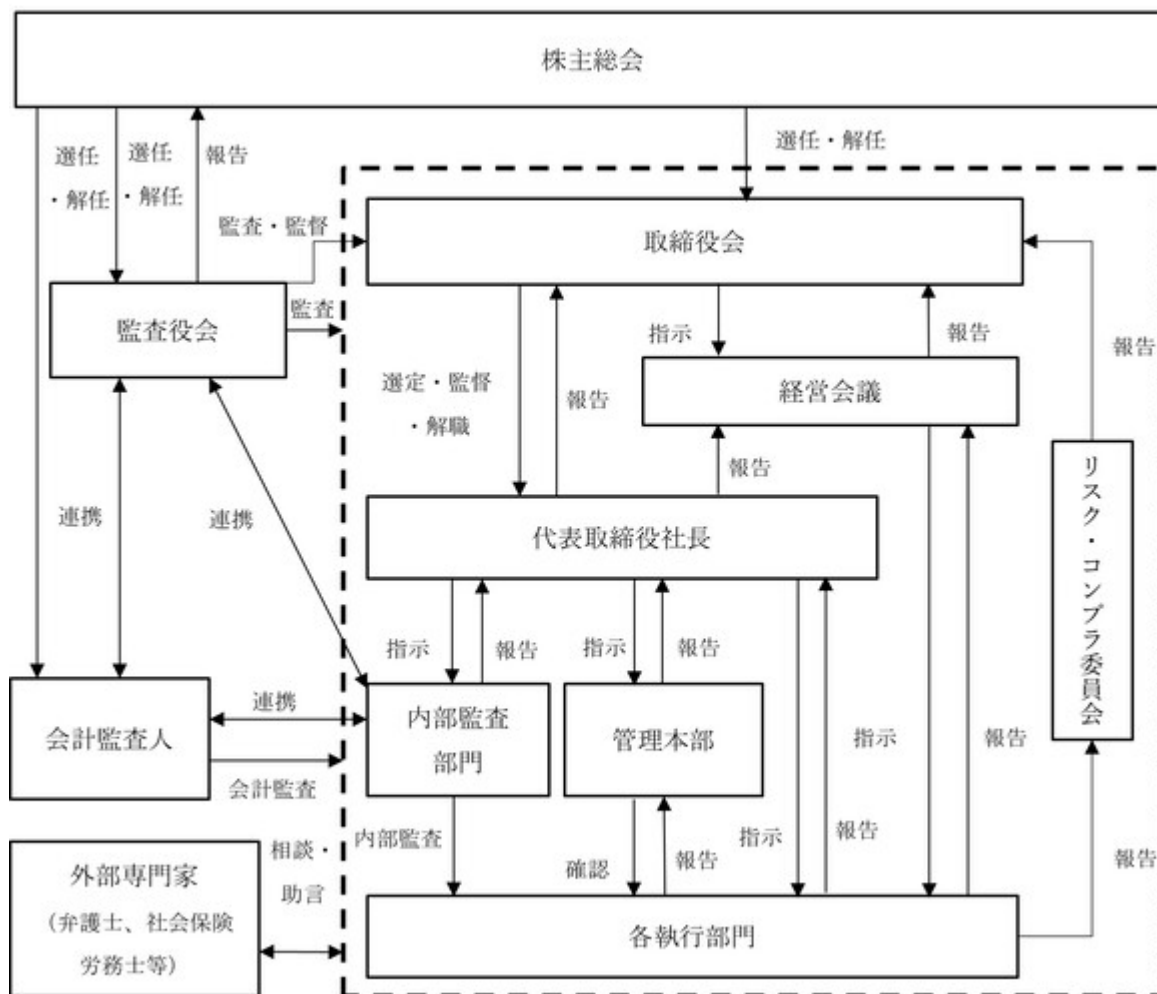 株主総会
選任
・解任
選任
・解任
報告
選任・解任
監査・監督
取締役会
監査役会
監査
指示
報告
報告
選定・監督
・解職
報告
経営会議
報告
連携
連携
代表取締役社長
リスク・コンプラ委員会
指示
報告
指示
報告
指示
報告
会計監査人
連携
会計監査
内部監査
部門
管理本部
内部監査
確認
報告
指示
報告
報告
外部専門家
（弁護士、社会保険
労務士等）
相談・
助言
各執行部門